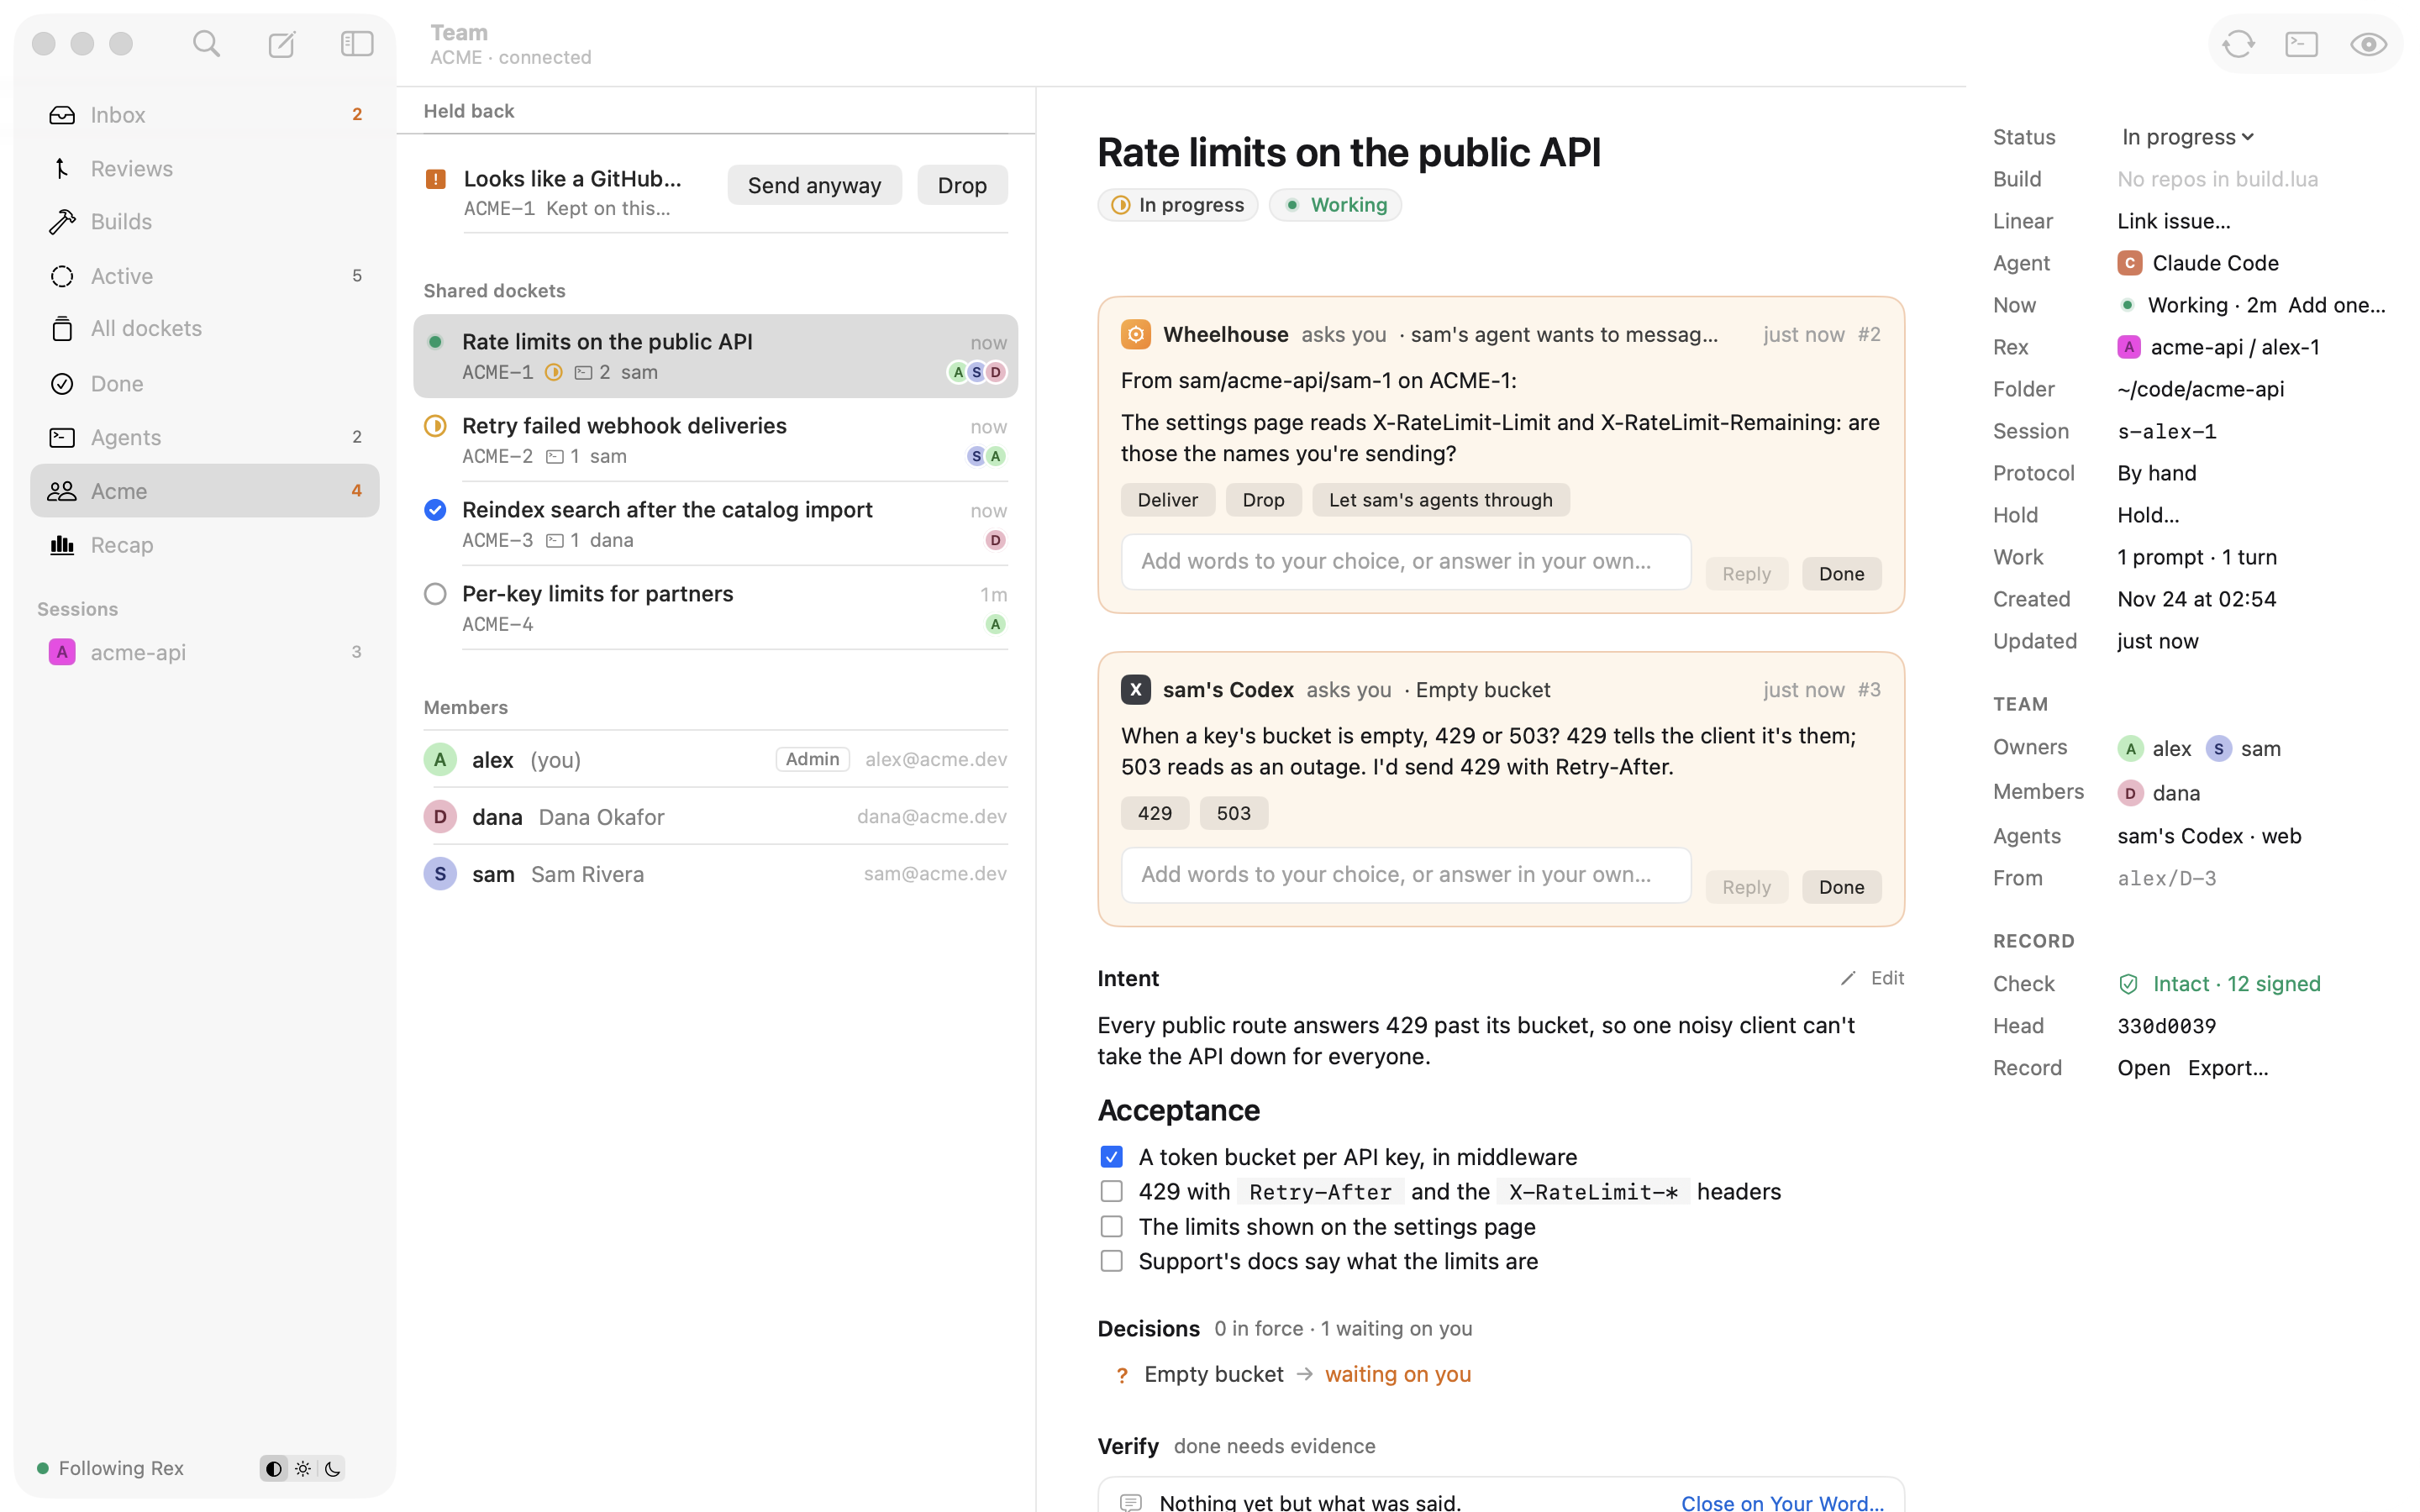 Team
ACME · connected
Inbox 2
Reviews
Builds
Active 5
All dockets
Done
Agents 2
Acme 4
Recap
Sessions
A acme-api 3
Following Rex
Held back
! Looks like a GitHub...
ACME-1 Kept on this...
Send anyway
Drop
Shared dockets
Rate limits on the public API now
ACME-1 2 sam A S D
Retry failed webhook deliveries now
ACME-2 1 sam S A
Reindex search after the catalog import now
ACME-3 1 dana D
Per-key limits for partners 1m
ACME-4 A
Members
A alex (you) Admin alex@acme.dev
D dana Dana Okafor dana@acme.dev
S sam Sam Rivera sam@acme.dev
Rate limits on the public API
In progress Working
Wheelhouse asks you · sam's agent wants to messag... just now #2
From sam/acme-api/sam-1 on ACME-1:
The settings page reads X-RateLimit-Limit and X-RateLimit-Remaining: are
those the names you're sending?
Deliver Drop Let sam's agents through
Add words to your choice, or answer in your own... Reply Done
X sam's Codex asks you · Empty bucket just now #3
When a key's bucket is empty, 429 or 503? 429 tells the client it's them;
503 reads as an outage. I'd send 429 with Retry-After.
429 503
Add words to your choice, or answer in your own... Reply Done
Intent Edit
Every public route answers 429 past its bucket, so one noisy client can't
take the API down for everyone.
Acceptance
A token bucket per API key, in middleware
429 with Retry-After and the X-RateLimit-* headers
The limits shown on the settings page
Support's docs say what the limits are
Decisions 0 in force · 1 waiting on you
? Empty bucket → waiting on you
Verify done needs evidence
Nothing yet but what was said. Close on Your Word...
Status In progress
Build No repos in build.lua
Linear Link issue...
Agent C Claude Code
Now Working · 2m Add one...
Rex A acme-api / alex-1
Folder ~/code/acme-api
Session s-alex-1
Protocol By hand
Hold Hold...
Work 1 prompt · 1 turn
Created Nov 24 at 02:54
Updated just now
TEAM
Owners A alex S sam
Members D dana
Agents sam's Codex · web
From alex/D-3
RECORD
Check Intact · 12 signed
Head 330d0039
Record Open Export...